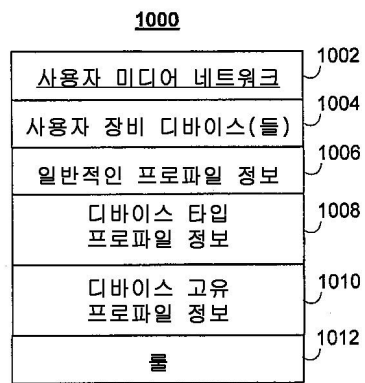 1000
사용자 미디어 네트워크
1002
사용자 장비 디바이스(들)
1004
일반적인 프로파일 정보
1006
디바이스 타입
프로파일 정보
1008
디바이스 고유
프로파일 정보
1010
룰
1012